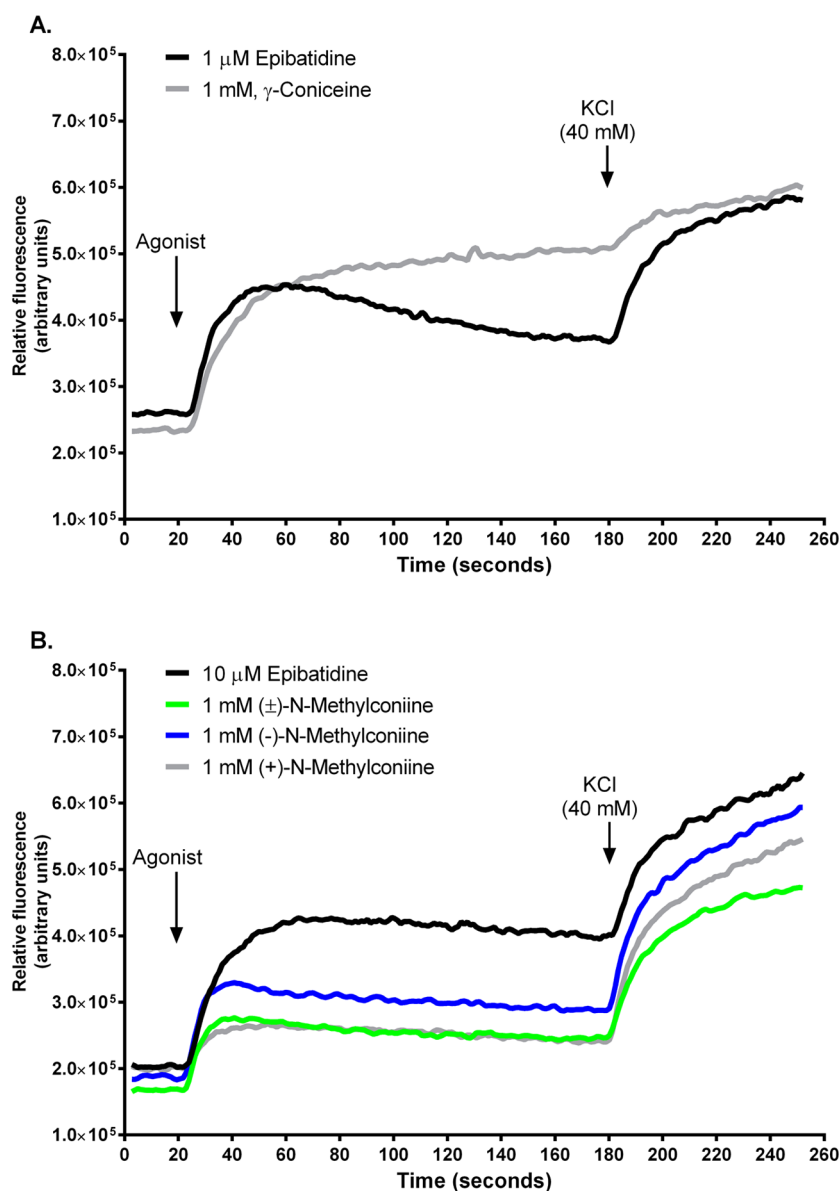 A.
1 μM Epibatidine
1 mM, γ-Coniceine
Agonist
KCl
(40 mM)
8.0×10⁵
7.0×10⁵
6.0×10⁵
5.0×10⁵
4.0×10⁵
3.0×10⁵
2.0×10⁵
1.0×10⁵
Relative fluorescence
(arbitrary units)
0 20 40 60 80 100 120 140 160 180 200 220 240 260
Time (seconds)
B.
10 μM Epibatidine
1 mM (±)-N-Methylconiine
1 mM (-)-N-Methylconiine
1 mM (+)-N-Methylconiine
Agonist
KCl
(40 mM)
8.0×10⁵
7.0×10⁵
6.0×10⁵
5.0×10⁵
4.0×10⁵
3.0×10⁵
2.0×10⁵
1.0×10⁵
Relative fluorescence
(arbitrary units)
0 20 40 60 80 100 120 140 160 180 200 220 240 260
Time (seconds)